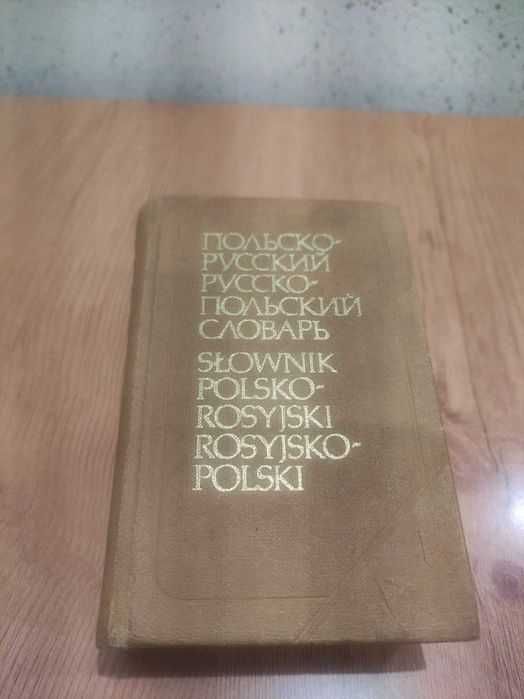 ПОЛЬСКО-
РУССКИЙ
РУССКО-
ПОЛЬСКИЙ
СЛОВАРЬ
SŁOWNIK
POLSKO-
ROSYJSKI
ROSYJSKO-
POLSKI